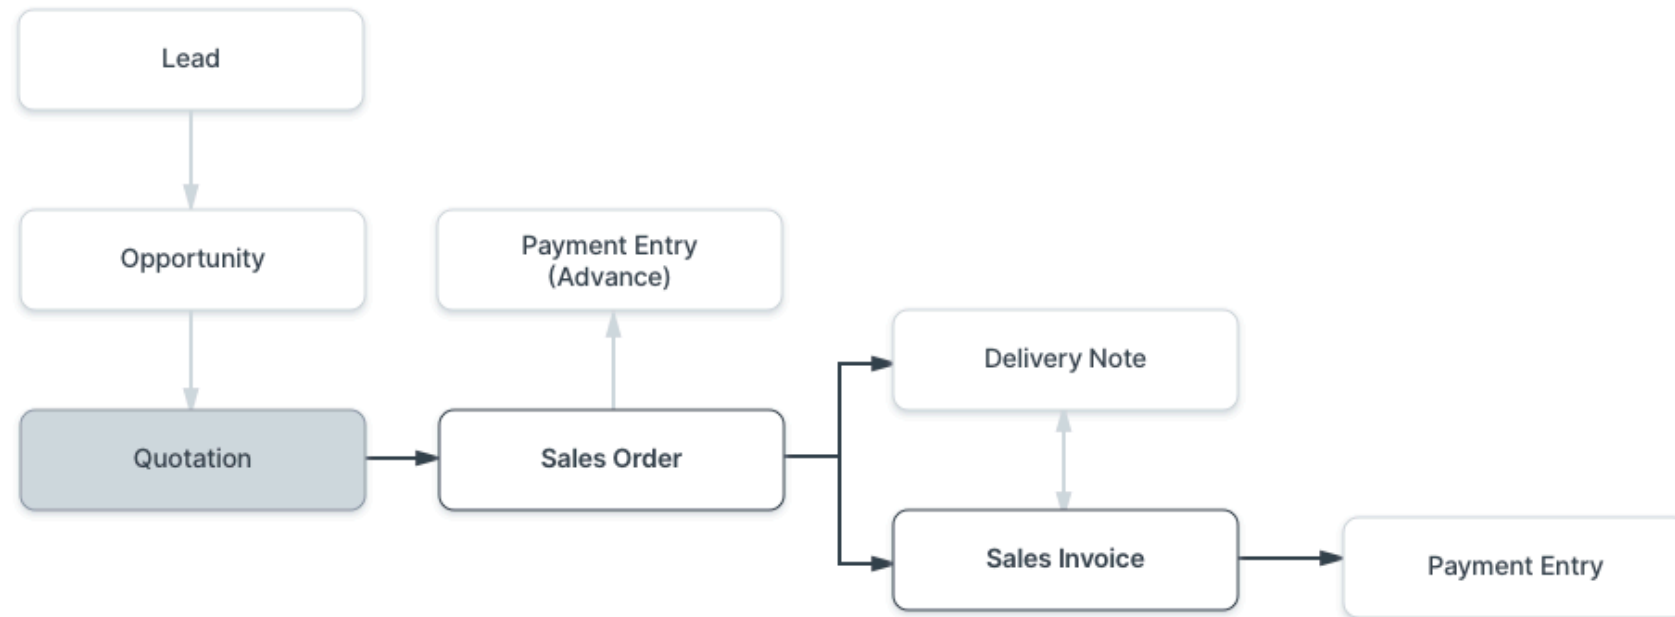 Lead
Opportunity
Payment Entry
(Advance)
Delivery Note
Quotation
Sales Order
Sales Invoice
Payment Entry